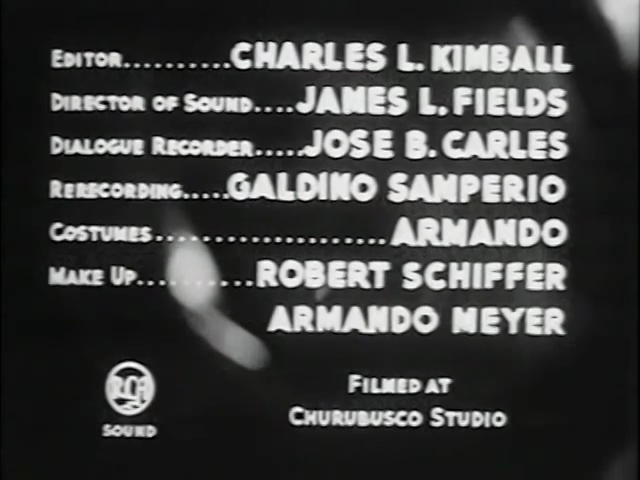 EDITOR..........CHARLES L. KIMBALL
DIRECTOR OF SOUND....JAMES L. FIELDS
DIALOGUE RECORDER.....JOSE B. CARLES
RERECORDING.....GALDINO SAMPERIO
COSTUMES....................ARMANDO
MAKE UP..........ROBERT SCHIFFER
ARMANDO MEYER
RCA
SOUND
FILMED AT
CHURUBUSCO STUDIO